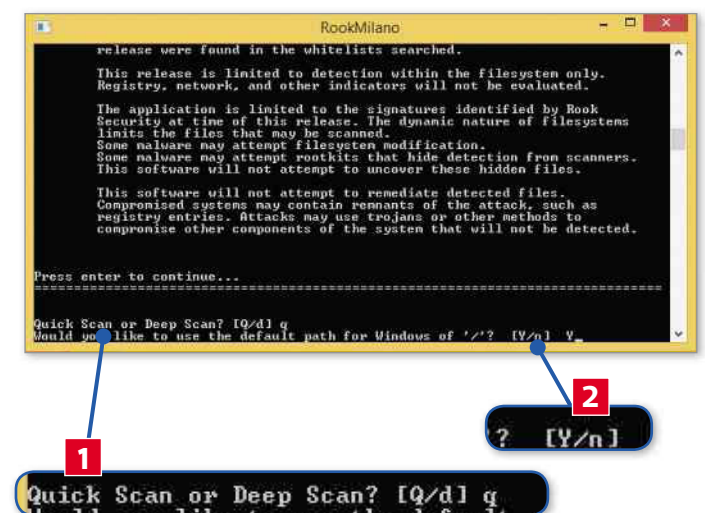 RookMilano
release were found in the whitelists searched.
This release is limited to detection within the filesystem only.
Registry, network, and other indicators will not be evaluated.
The application is limited to the signatures identified by Rook
Security at time of this release. The dynamic nature of filesystems
limits the files that may be scanned.
Some malware may attempt filesystem modification.
Some malware may attempt rootkits that hide detection from scanners.
This software will not attempt to uncover these hidden files.
This software will not attempt to remediate detected files.
Compromised systems may contain remnants of the attack, such as
registry entries. Attacks may use trojans or other methods to
compromise other components of the system that will not be detected.
Press enter to continue...
================================================================================
Quick Scan or Deep Scan? [Q/d] q
Would you like to use the default path for Windows of '/'? [Y/n] Y_
2
'? [Y/n]
1
Quick Scan or Deep Scan? [Q/d] q